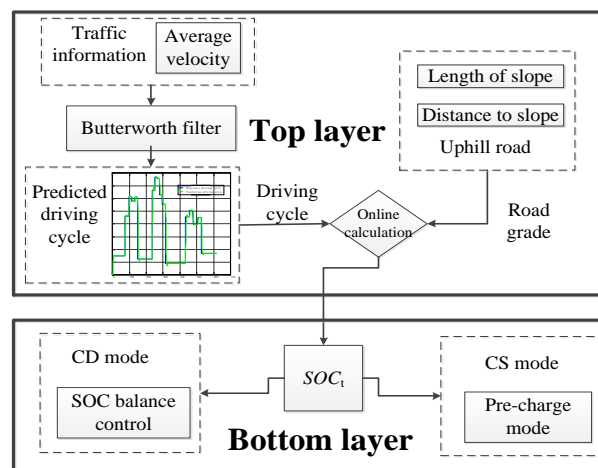 Traffic
information
Average
velocity
Length of slope
Distance to slope
Uphill road
Butterworth filter
Top layer
Predicted
driving
cycle
Driving
cycle
Online
calculation
Road
grade
CD mode
SOC balance
control
SOCt
CS mode
Pre-charge
mode
Bottom layer